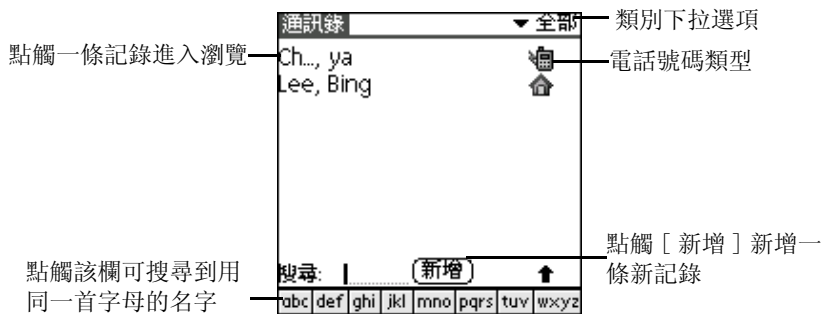 通訊錄
全部
類別下拉選項
點觸一條記錄進入瀏覽
Ch..., ya
電話號碼類型
Lee, Bing
點觸［新增］新增一
條新記錄
點觸該欄可搜尋到用
同一首字母的名字
搜尋:
新增
abc def ghi jkl mno pqrs tuv wxyz